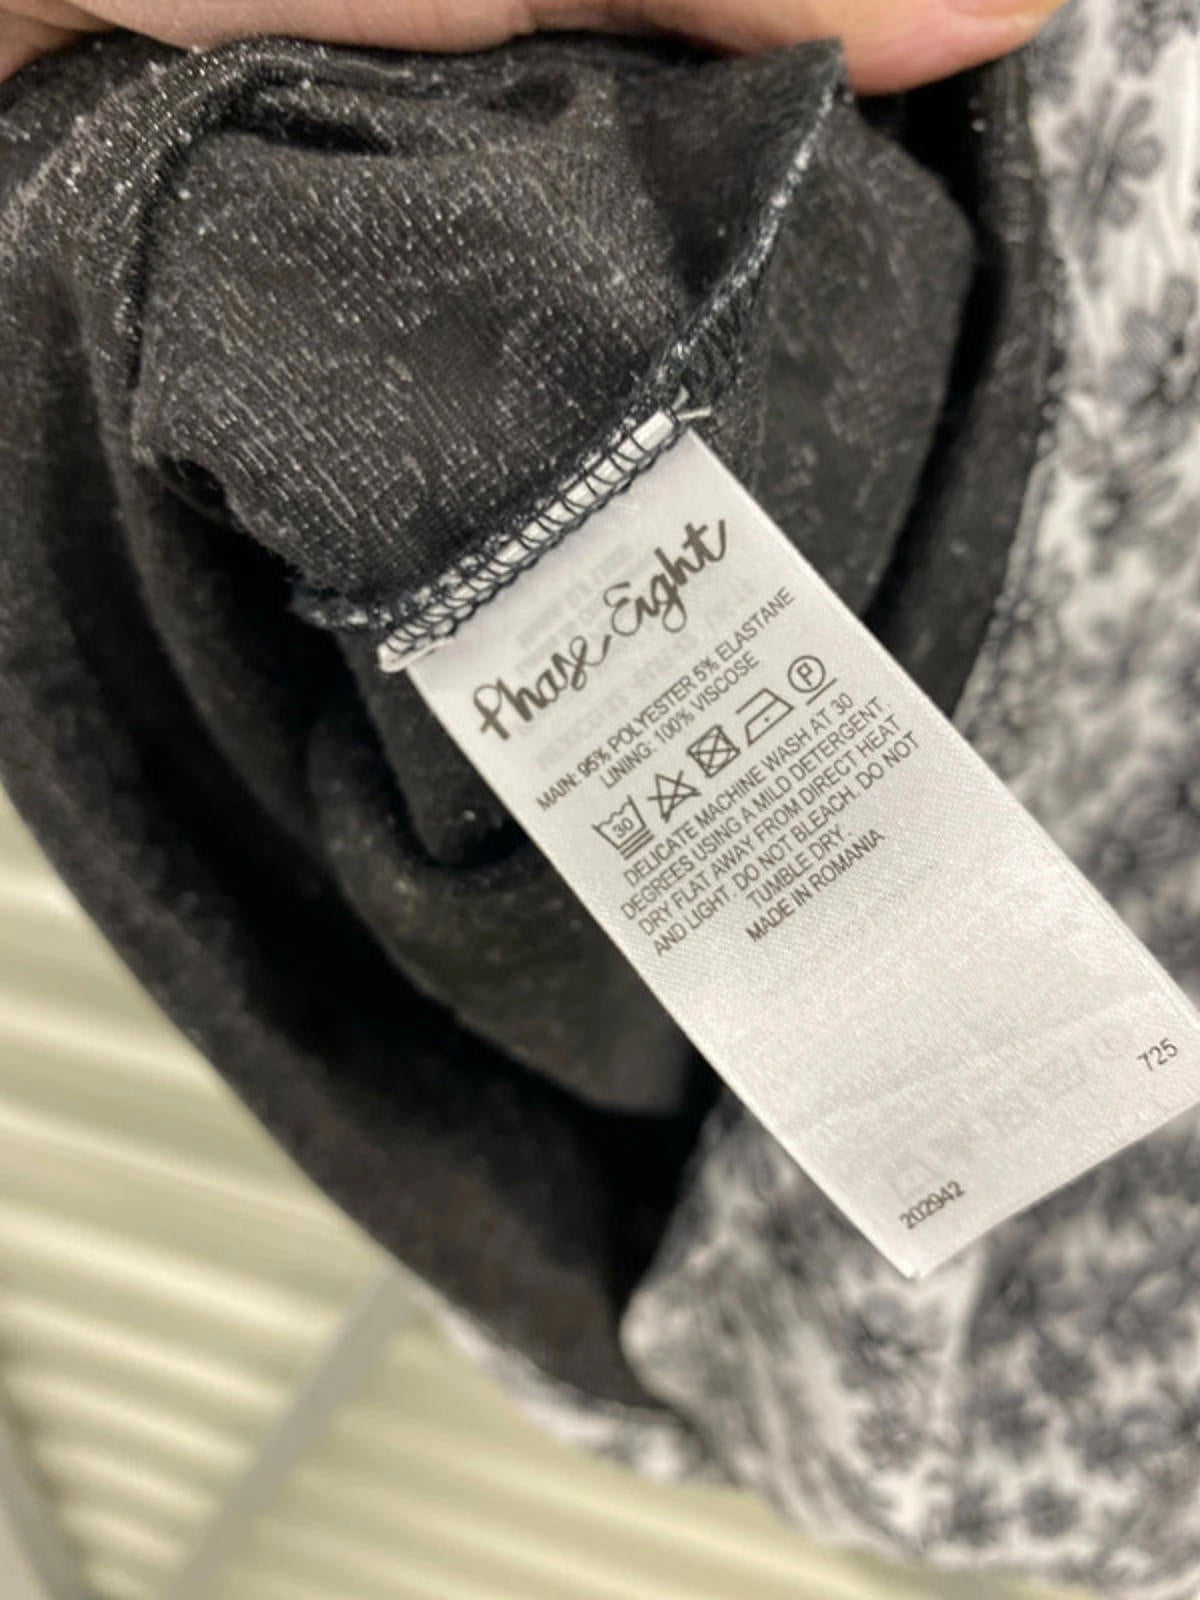 Phase Eight
MAIN: 95% POLYESTER 5% ELASTANE
LINING: 100% VISCOSE
30
P
DELICATE MACHINE WASH AT 30
DEGREES USING A MILD DETERGENT.
DRY FLAT AWAY FROM DIRECT HEAT
AND LIGHT. DO NOT BLEACH. DO NOT
TUMBLE DRY.
MADE IN ROMANIA
725
202942